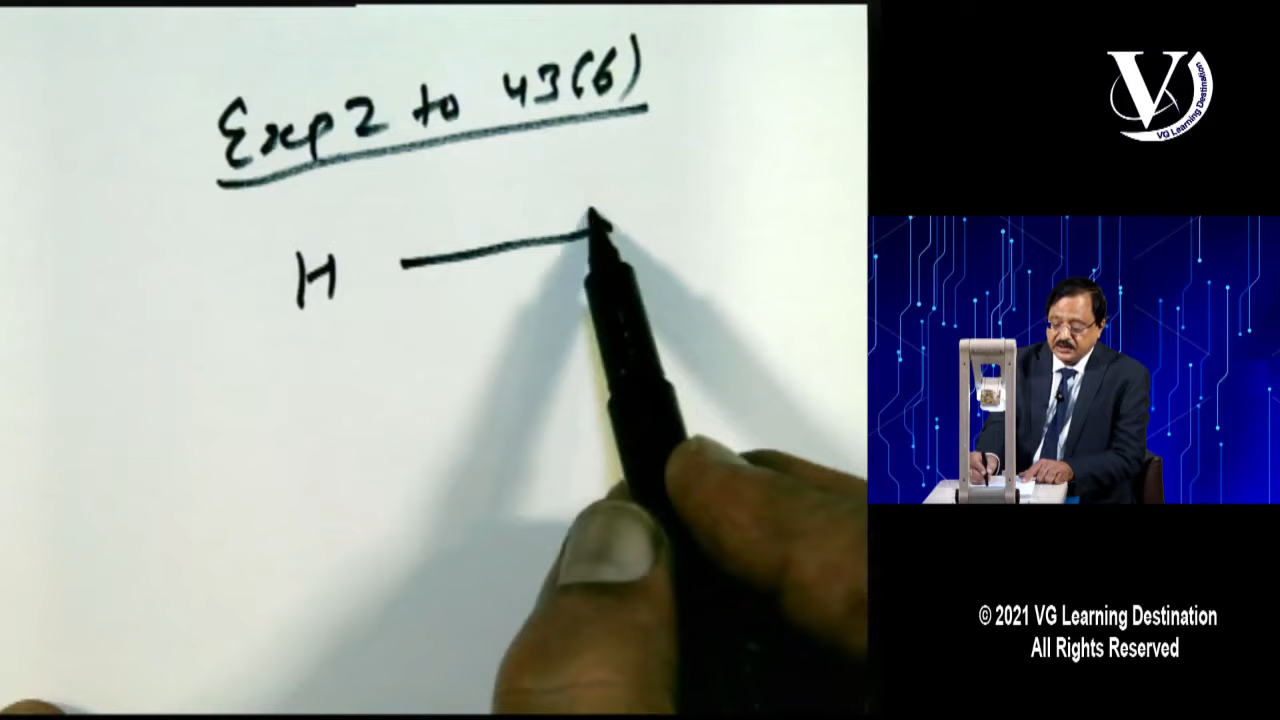 Exp 2 to 43(6)
H
V
VG Learning Destination
© 2021 VG Learning Destination
All Rights Reserved